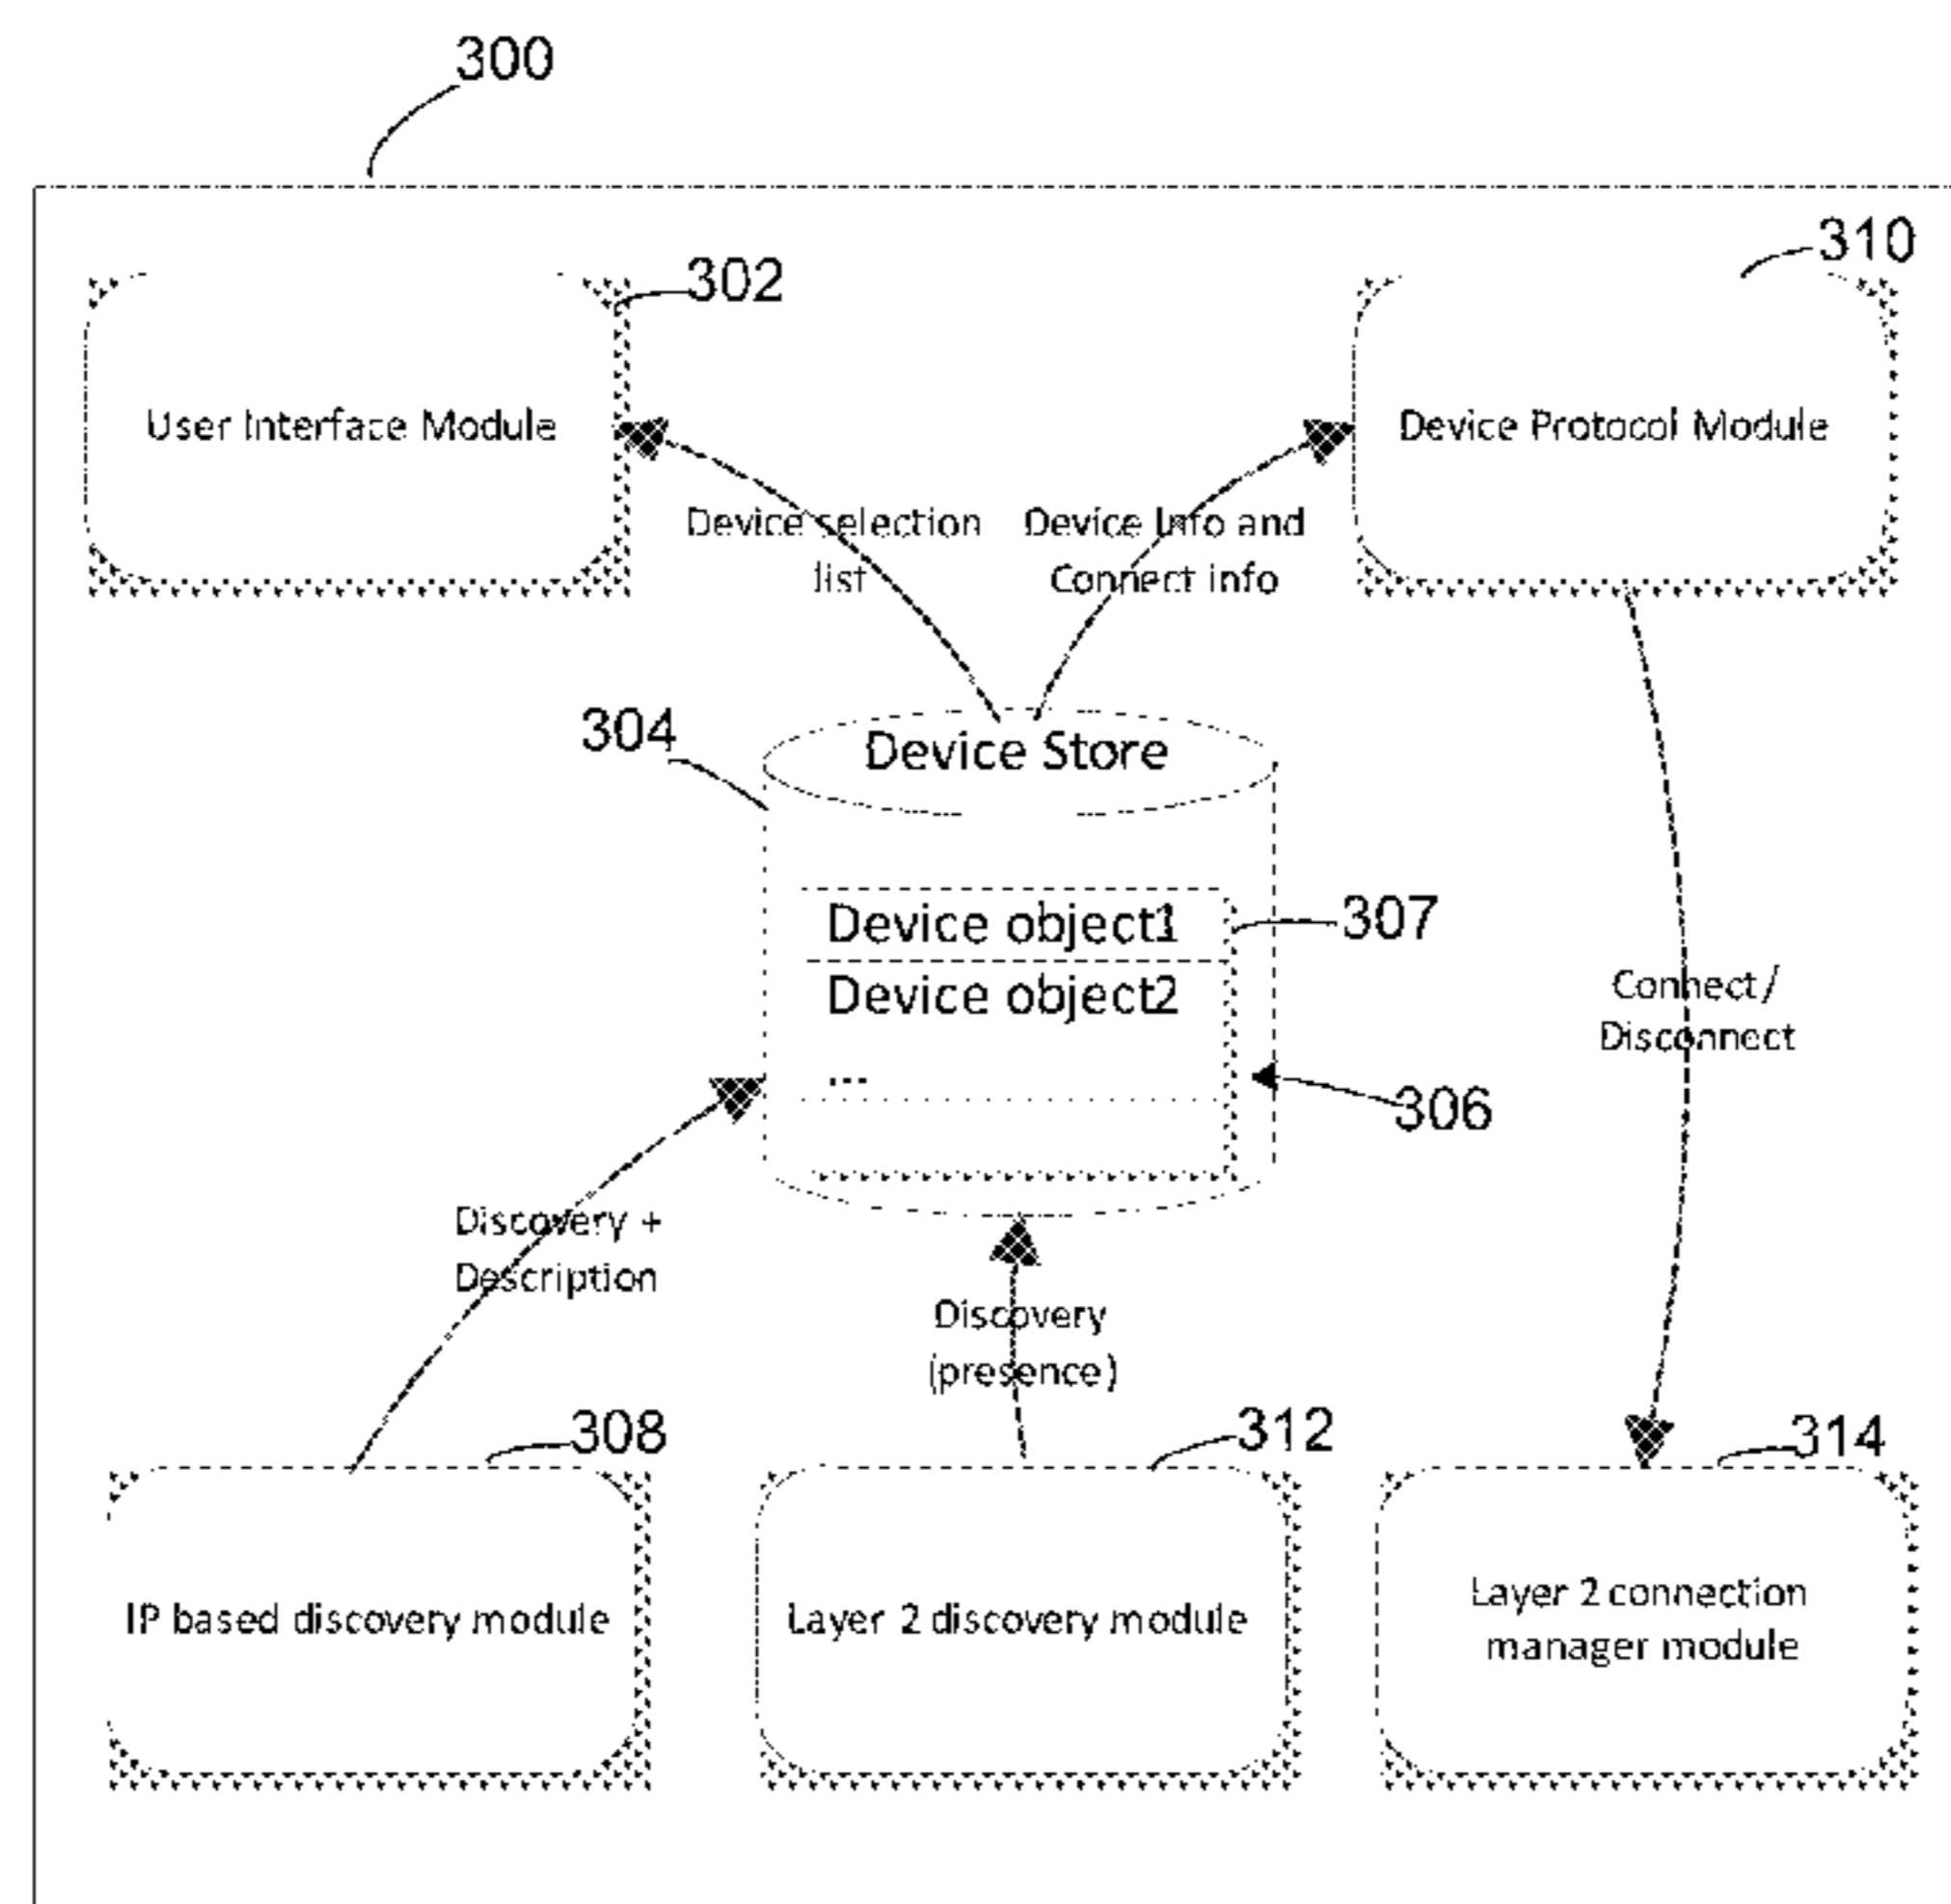 300
302
310
User Interface Module
Device Protocol Module
Device selection
list
Device Info and
Connect info
304
Device Store
Device object1
307
Device object2
...
306
Connect/
Disconnect
Discovery +
Description
Discovery
(presence)
308
312
314
IP based discovery module
Layer 2 discovery module
Layer 2 connection
manager module